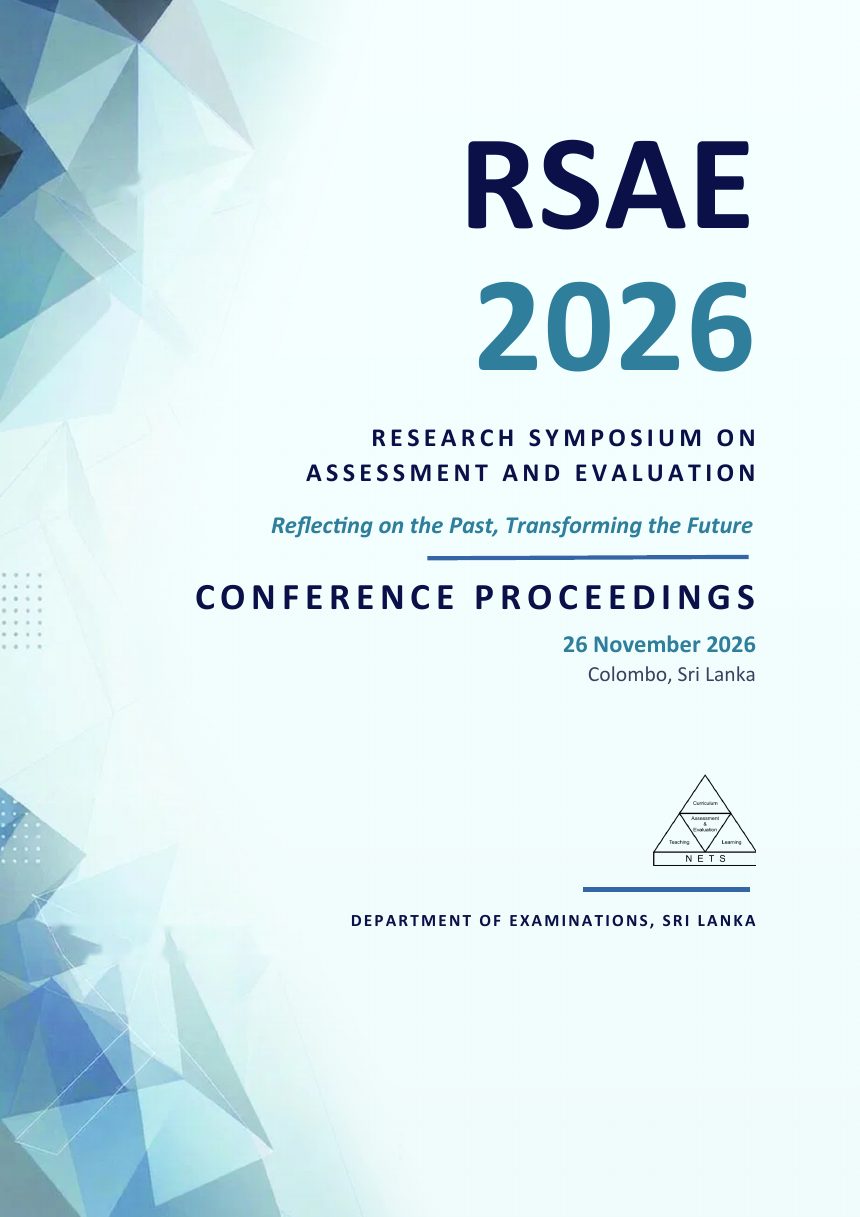 RSAE
2026
RESEARCH SYMPOSIUM ON
ASSESSMENT AND EVALUATION
Reflecting on the Past, Transforming the Future
CONFERENCE PROCEEDINGS
26 November 2026
Colombo, Sri Lanka
Curriculum
Assessment
&
Evaluation
Teaching
Learning
N E T S
DEPARTMENT OF EXAMINATIONS, SRI LANKA